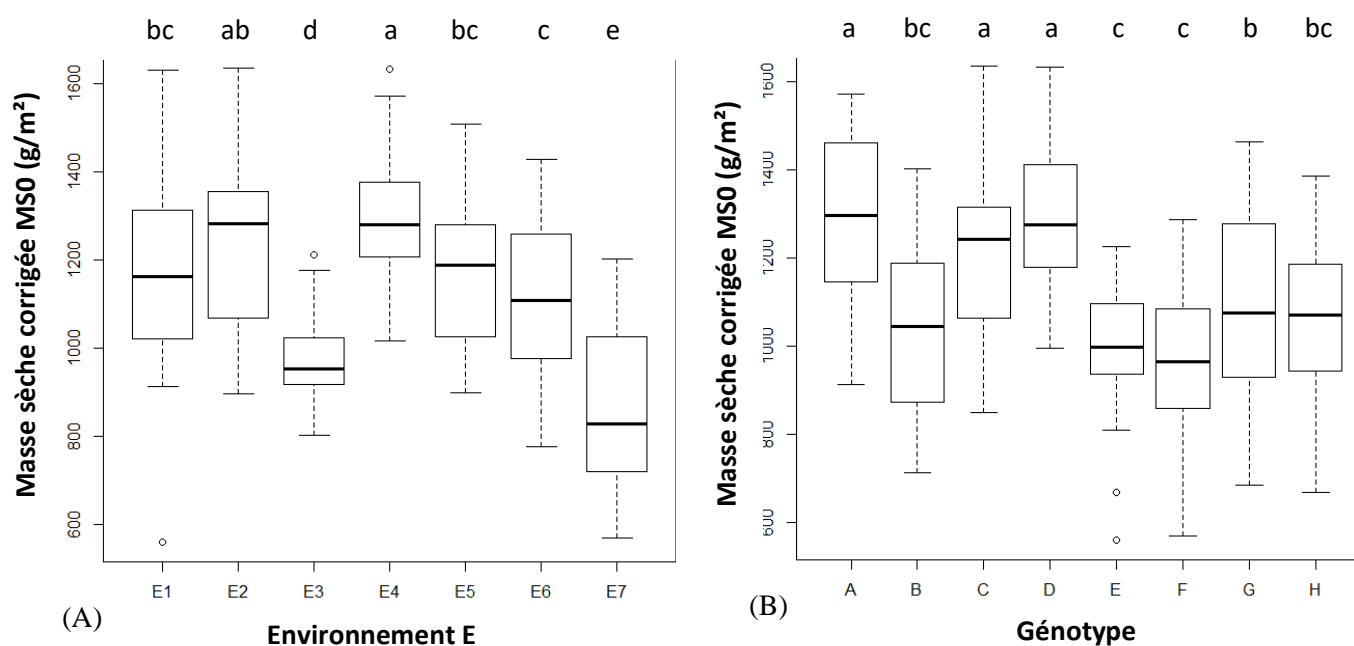 bc ab d a bc c e
Masse sèche corrigée MS0 (g/m²)
1600
1400
1200
1000
800
600
E1 E2 E3 E4 E5 E6 E7
(A)
Environnement E
a bc a a c c b bc
Masse sèche corrigée MS0 (g/m²)
1600
1400
1200
1000
800
600
A B C D E F G H
(B)
Génotype